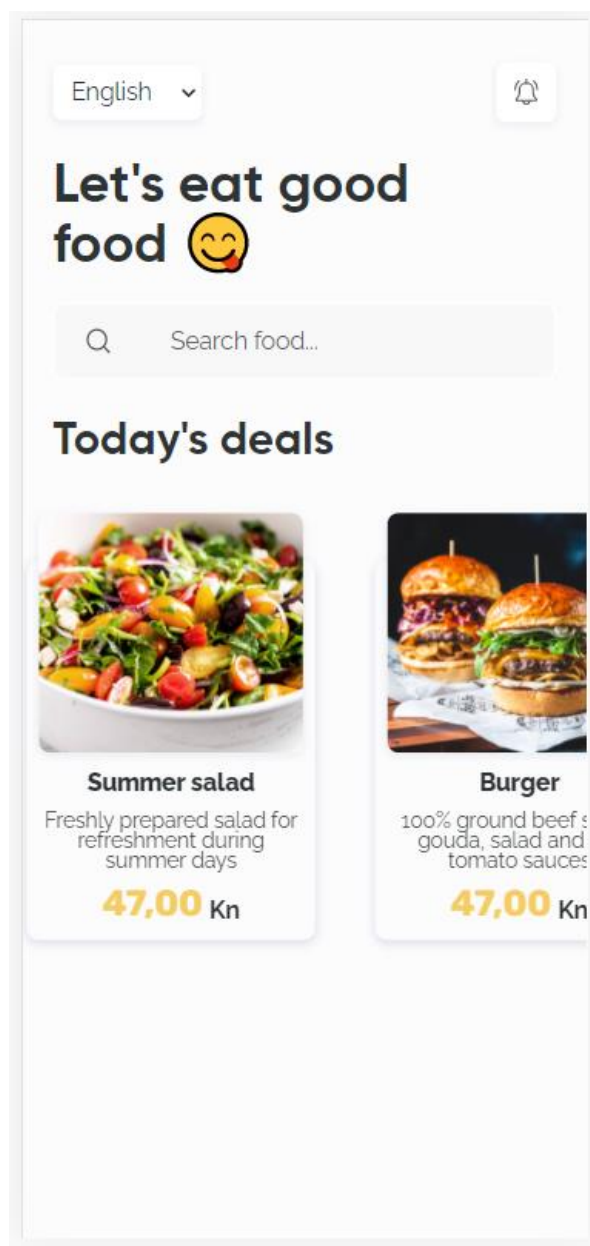 English
Let's eat good
food 😋
Search food...
Today's deals
Summer salad
Freshly prepared salad for
refreshment during
summer days
47,00 Kn
Burger
100% ground beef
gouda, salad and
tomato sauces
47,00 Kn